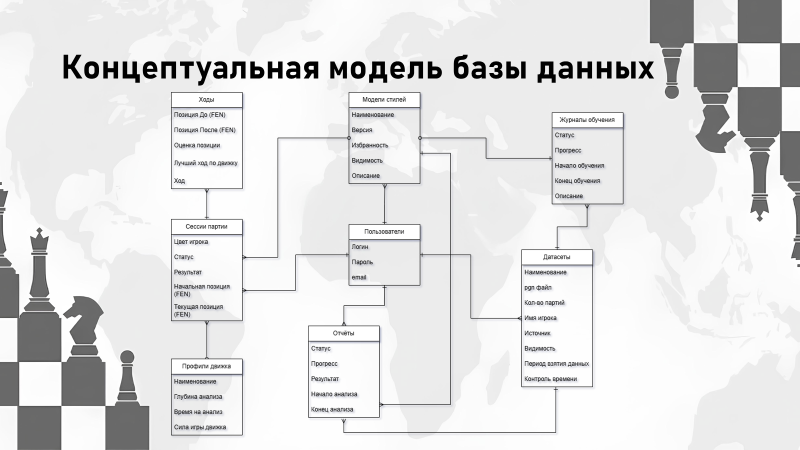 Концептуальная модель базы данных
Ходы
Позиция До (FEN)
Позиция После (FEN)
Оценка позиции
Лучший ход по движку
Ход
Модели стилей
Наименование
Версия
Избранность
Видимость
Описание
Журналы обучения
Статус
Прогресс
Начало обучения
Конец обучения
Описание
Сессии партии
Цвет игрока
Статус
Результат
Начальная позиция
(FEN)
Текущая позиция
(FEN)
Пользователи
Логин
Пароль
email
Датасеты
Наименование
pgn файл
Кол-во партий
Имя игрока
Источник
Видимость
Период взятия данных
Контроль времени
Отчёты
Статус
Прогресс
Результат
Начало анализа
Конец анализа
Профили движка
Наименование
Глубина анализа
Время на анализ
Сила игры движка